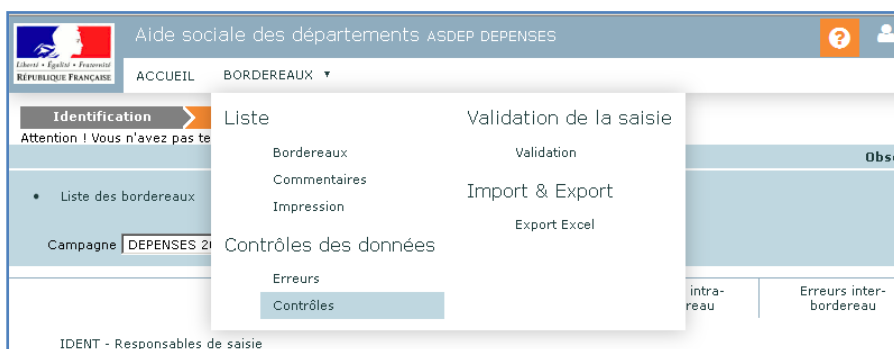 Aide sociale des départements ASDEP DEPENSES
?
Liberté • Égalité • Fraternité
RÉPUBLIQUE FRANÇAISE
ACCUEIL BORDEREAUX ▼
Identification
Attention ! Vous n'avez pas te
Liste
Bordereaux
Commentaires
Impression
Contrôles des données
Erreurs
Contrôles
Validation de la saisie
Validation
Import & Export
Export Excel
Obse
• Liste des bordereaux
Campagne DEPENSES 20
intra-
reau
Erreurs inter-
bordereau
IDENT - Responsables de saisie